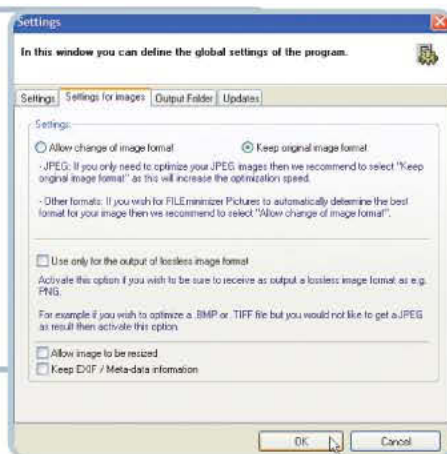 Settings
In this window you can define the global settings of the program.
Settings Settings for images Output Folder Updates
Settings:
Allow change of image format Keep original image format
- JPEG: If you only need to optimize your JPEG images then we recommend to select "Keep
original image format" as this will increase the optimization speed.
- Other formats: If you wish for FILEminimizer Pictures to automatically determine the best
format for your image then we recommend to select "Allow change of image format".
Use only for the output of lossless image format
Activate this option if you wish to be sure to receive as output a lossless image format as e.g.
PNG.
For example if you wish to optimize a .BMP or .TIFF file but you would not like to get a JPEG
as result then activate this option.
Allow image to be resized
Keep EXIF / Meta-data information
OK Cancel